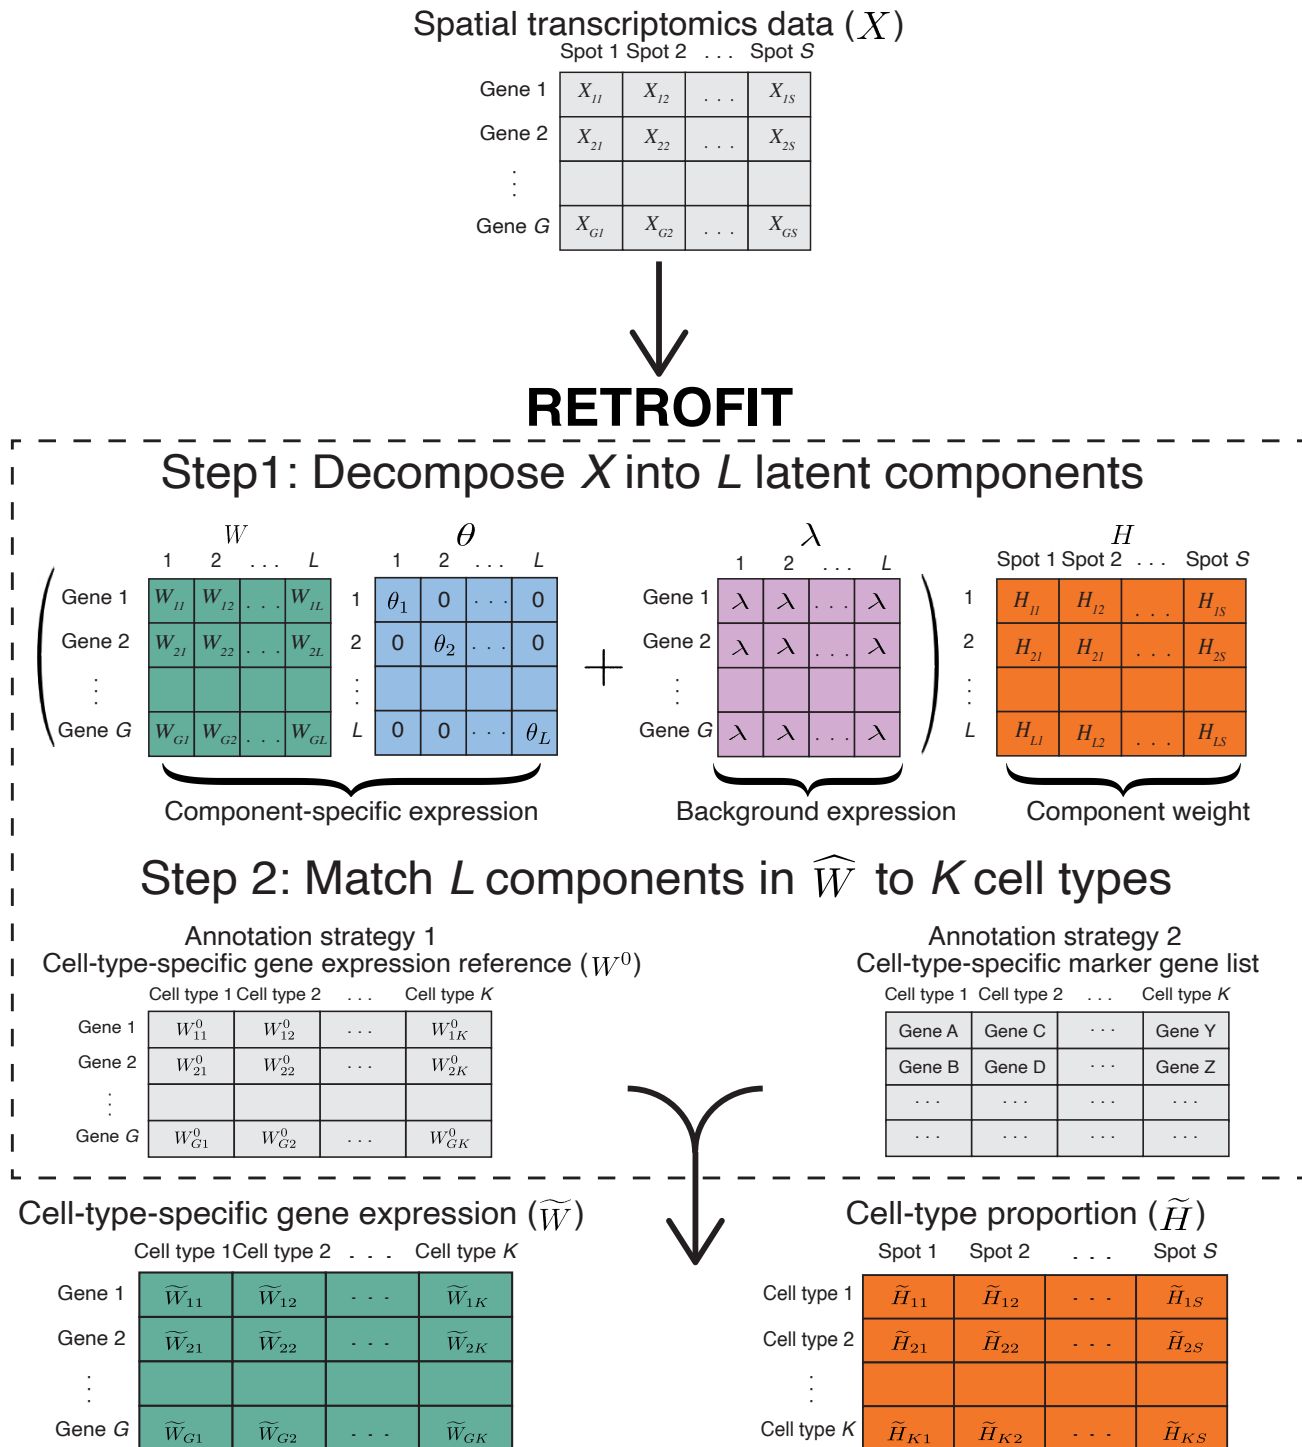 Spatial transcriptomics data (X)
Spot 1 Spot 2 . . . Spot S
Gene 1 X11 X12 . . . X1S
Gene 2 X21 X22 . . . X2S
⋮
Gene G XG1 XG2 . . . XGS
RETROFIT
Step1: Decompose X into L latent components
W θ λ H
1 2 . . . L 1 2 . . . L 1 2 . . . L Spot 1 Spot 2 . . . Spot S
Gene 1 W11 W12 . . . W1L 1 θ1 0 . . . 0 Gene 1 λ λ . . . λ 1 H11 H12 . . . H1S
Gene 2 W21 W22 . . . W2L 2 0 θ2 . . . 0 + Gene 2 λ λ . . . λ 2 H21 H21 . . . H2S
⋮ ⋮ ⋮ ⋮
Gene G WG1 WG2 . . . WGL L 0 0 . . . θL Gene G λ λ . . . λ L HL1 HL2 . . . HLS
Component-specific expression Background expression Component weight
Step 2: Match L components in Ŵ to K cell types
Annotation strategy 1
Cell-type-specific gene expression reference (W⁰)
Cell type 1 Cell type 2 . . . Cell type K
Gene 1 W⁰11 W⁰12 . . . W⁰1K
Gene 2 W⁰21 W⁰22 . . . W⁰2K
⋮
Gene G W⁰G1 W⁰G2 . . . W⁰GK
Annotation strategy 2
Cell-type-specific marker gene list
Cell type 1 Cell type 2 . . . Cell type K
Gene A Gene C . . . Gene Y
Gene B Gene D . . . Gene Z
. . . . . . . . . . . .
. . . . . . . . . . . .
Cell-type-specific gene expression (W̃)
Cell type 1 Cell type 2 . . . Cell type K
Gene 1 W̃11 W̃12 . . . W̃1K
Gene 2 W̃21 W̃22 . . . W̃2K
⋮
Gene G W̃G1 W̃G2 . . . W̃GK
Cell-type proportion (H̃)
Spot 1 Spot 2 . . . Spot S
Cell type 1 H̃11 H̃12 . . . H̃1S
Cell type 2 H̃21 H̃22 . . . H̃2S
⋮
Cell type K H̃K1 H̃K2 . . . H̃KS